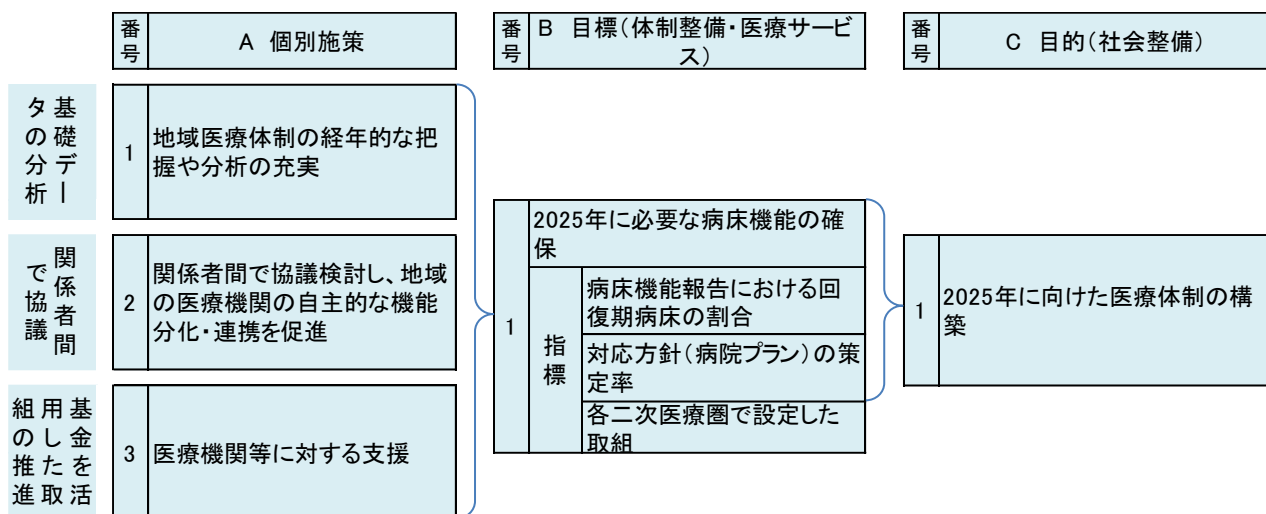 番号
A 個別施策
番号
B 目標(体制整備・医療サービ
ス)
番号
C 目的(社会整備)
基礎デー
タの分析
1
地域医療体制の経年的な把
握や分析の充実
関係者間
で協議
2
関係者間で協議検討し、地域
の医療機関の自主的な機能
分化・連携を促進
基金を活
用した取
組の推進
3
医療機関等に対する支援
1
2025年に必要な病床機能の確
保
指標
病床機能報告における回
復期病床の割合
対応方針(病院プラン)の策
定率
各二次医療圏で設定した
取組
1
2025年に向けた医療体制の構
築